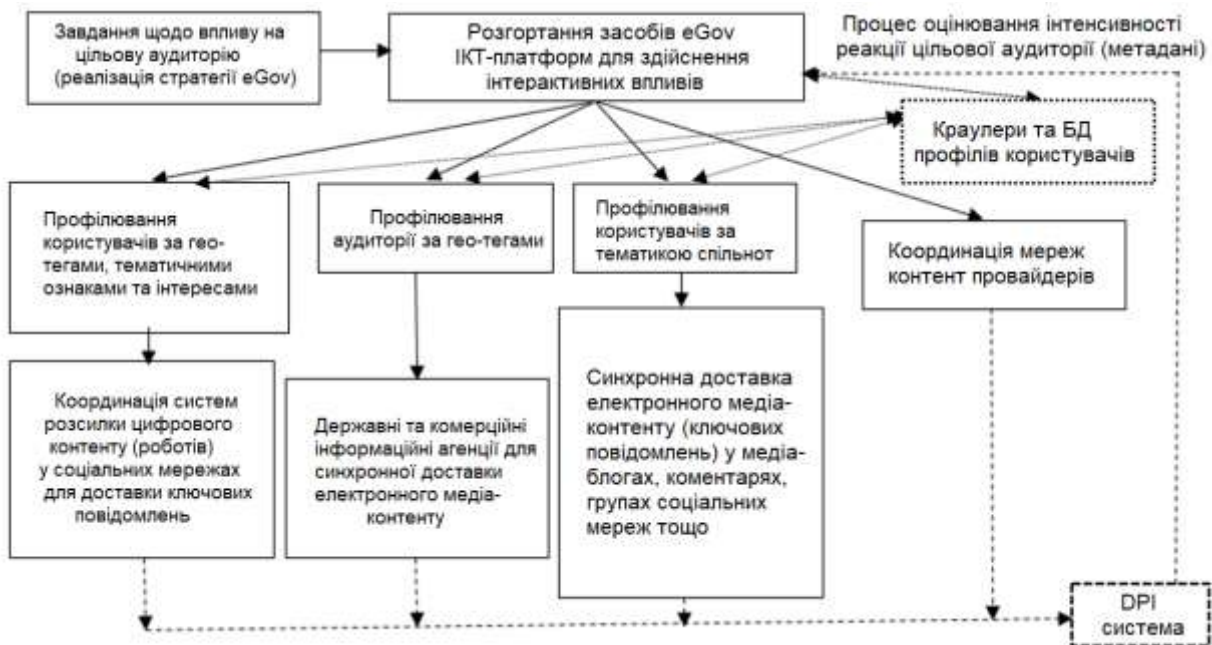 Завдання щодо впливу на
цільову аудиторію
(реалізація стратегії eGov)
Розгортання засобів eGov
ІКТ-платформ для здійснення
інтерактивних впливів
Процес оцінювання інтенсивності
реакції цільової аудиторії (метадані)
Краулери та БД
профілів користувачів
Профілювання
користувачів за гео-
тегами, тематичними
ознаками та інтересами
Профілювання
аудиторії за гео-тегами
Профілювання
користувачів за
тематикою спільнот
Координація мереж
контент провайдерів
Координація систем
розсилки цифрового
контенту (роботів)
у соціальних мережах
для доставки ключових
повідомлень
Державні та комерційні
інформаційні агенції для
синхронної доставки
електронного медіа-
контенту
Синхронна доставка
електронного медіа-
контенту (ключових
повідомлень) у медіа-
блогах, коментарях,
групах соціальних
мереж тощо
DPI
система